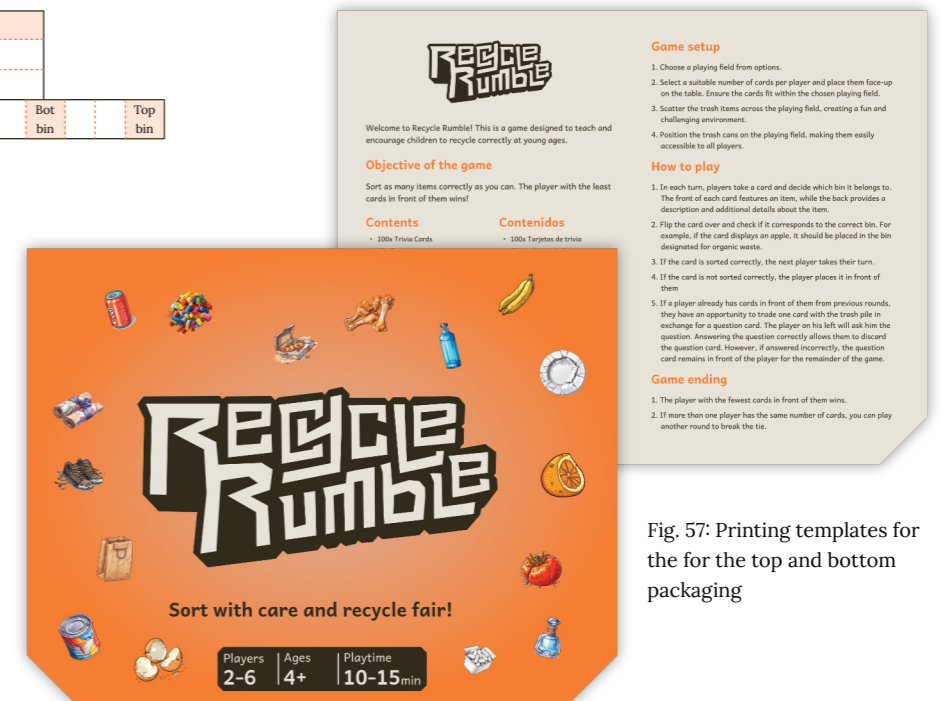 Bot
bin
Top
bin
Recycle
Rumble
Welcome to Recycle Rumble! This is a game designed to teach and
encourage children to recycle correctly at young ages.
Objective of the game
Sort as many items correctly as you can. The player with the least
cards in front of them wins!
Contents
• 100x Trivia Cards
Contenidos
• 100x Tarjetas de trivia
Game setup
1. Choose a playing field from options.
2. Select a suitable number of cards per player and place them face-up
on the table. Ensure the cards fit within the chosen playing field.
3. Scatter the trash items across the playing field, creating a fun and
challenging environment.
4. Position the trash cans on the playing field, making them easily
accessible to all players.
How to play
1. In each turn, players take a card and decide which bin it belongs to.
The front of each card features an item, while the back provides a
description and additional details about the item.
2. Flip the card over and check if it corresponds to the correct bin. For
example, if the card displays an apple, it should be placed in the bin
designated for organic waste.
3. If the card is sorted correctly, the next player takes their turn.
4. If the card is not sorted correctly, the player places it in front of
them
5. If a player already has cards in front of them from previous rounds,
they have an opportunity to trade one card with the trash pile in
exchange for a question card. The player on his left will ask him the
question. Answering the question correctly allows them to discard
the question card. However, if answered incorrectly, the question
card remains in front of the player for the remainder of the game.
Game ending
1. The player with the fewest cards in front of them wins.
2. If more than one player has the same number of cards, you can play
another round to break the tie.
Recycle
Rumble
Sort with care and recycle fair!
Players
2-6
Ages
4+
Playtime
10-15min
Fig. 57: Printing templates for
the for the top and bottom
packaging